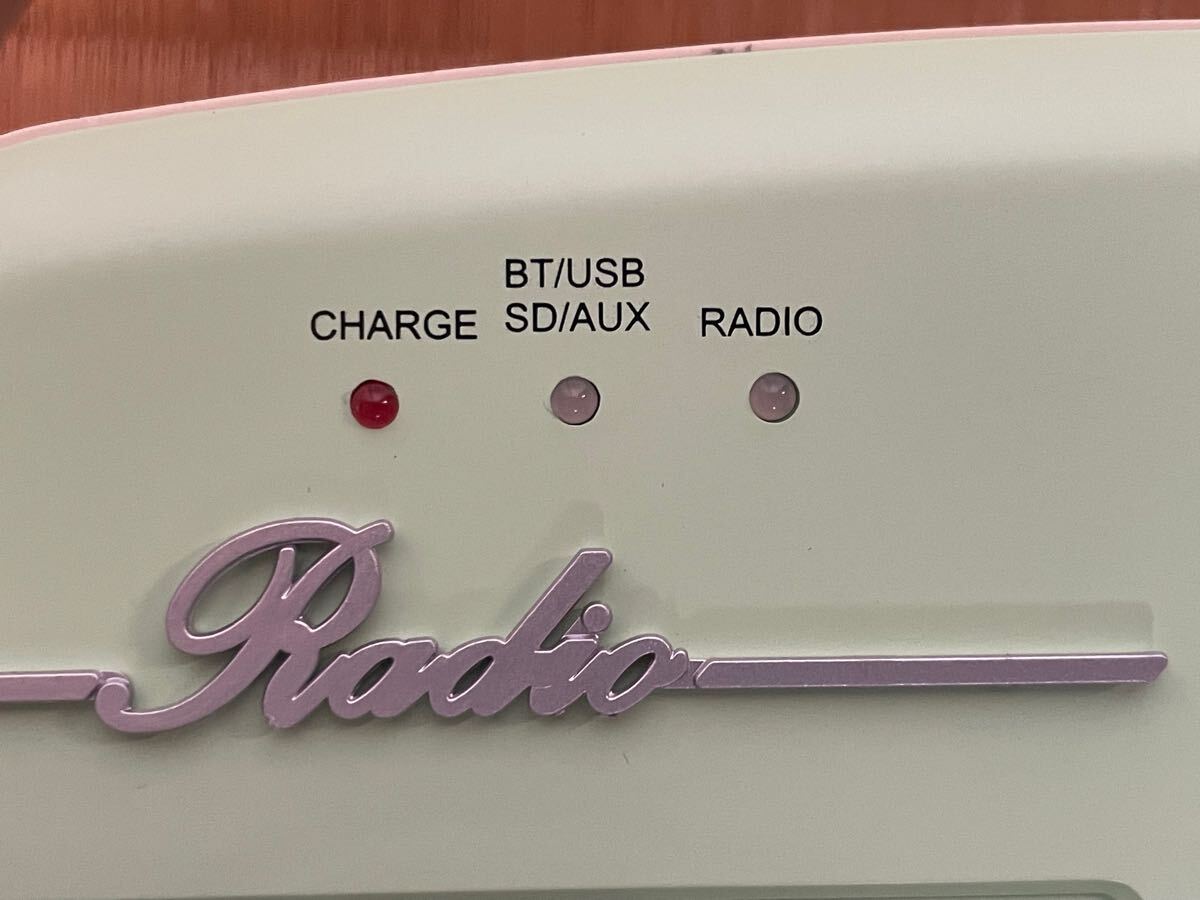 CHARGE
BT/USB
SD/AUX
RADIO
Radio